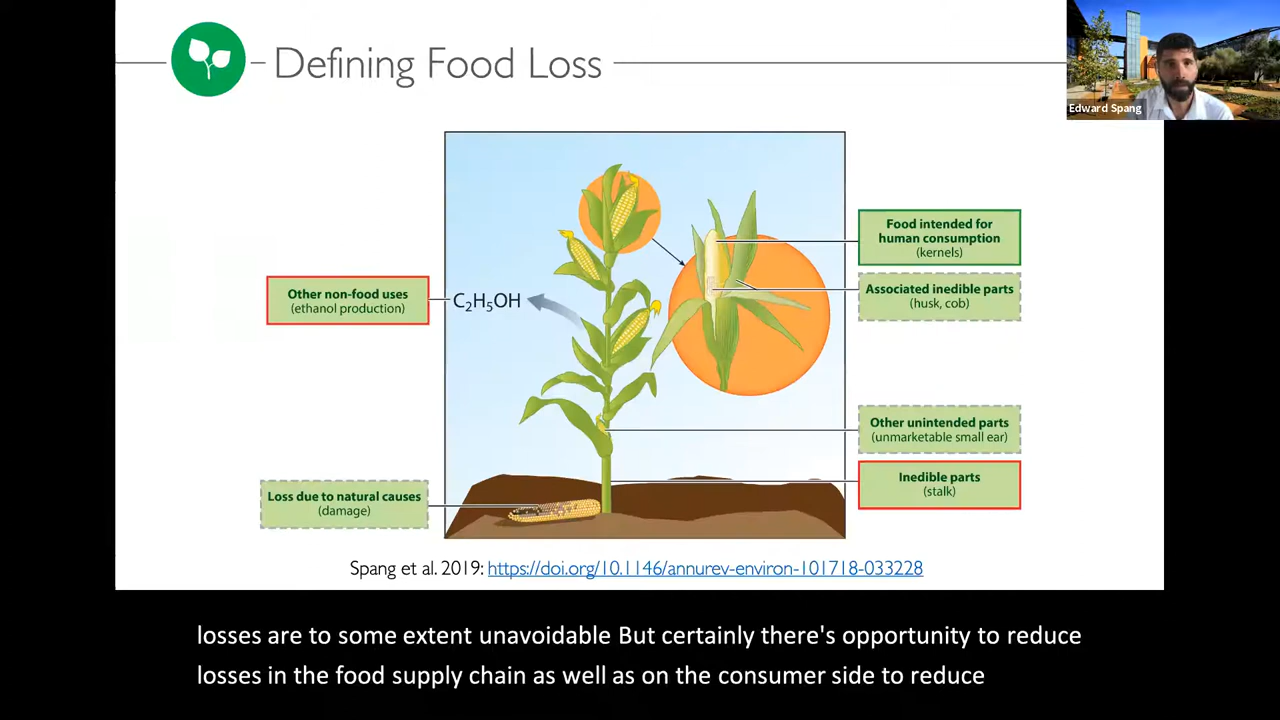 Defining Food Loss
Edward Spang
Food intended for
human consumption
(kernels)
Associated inedible parts
(husk, cob)
Other non-food uses
(ethanol production)
C₂H₅OH
Other unintended parts
(unmarketable small ear)
Inedible parts
(stalk)
Loss due to natural causes
(damage)
Spang et al. 2019: https://doi.org/10.1146/annurev-environ-101718-033228
losses are to some extent unavoidable But certainly there's opportunity to reduce
losses in the food supply chain as well as on the consumer side to reduce